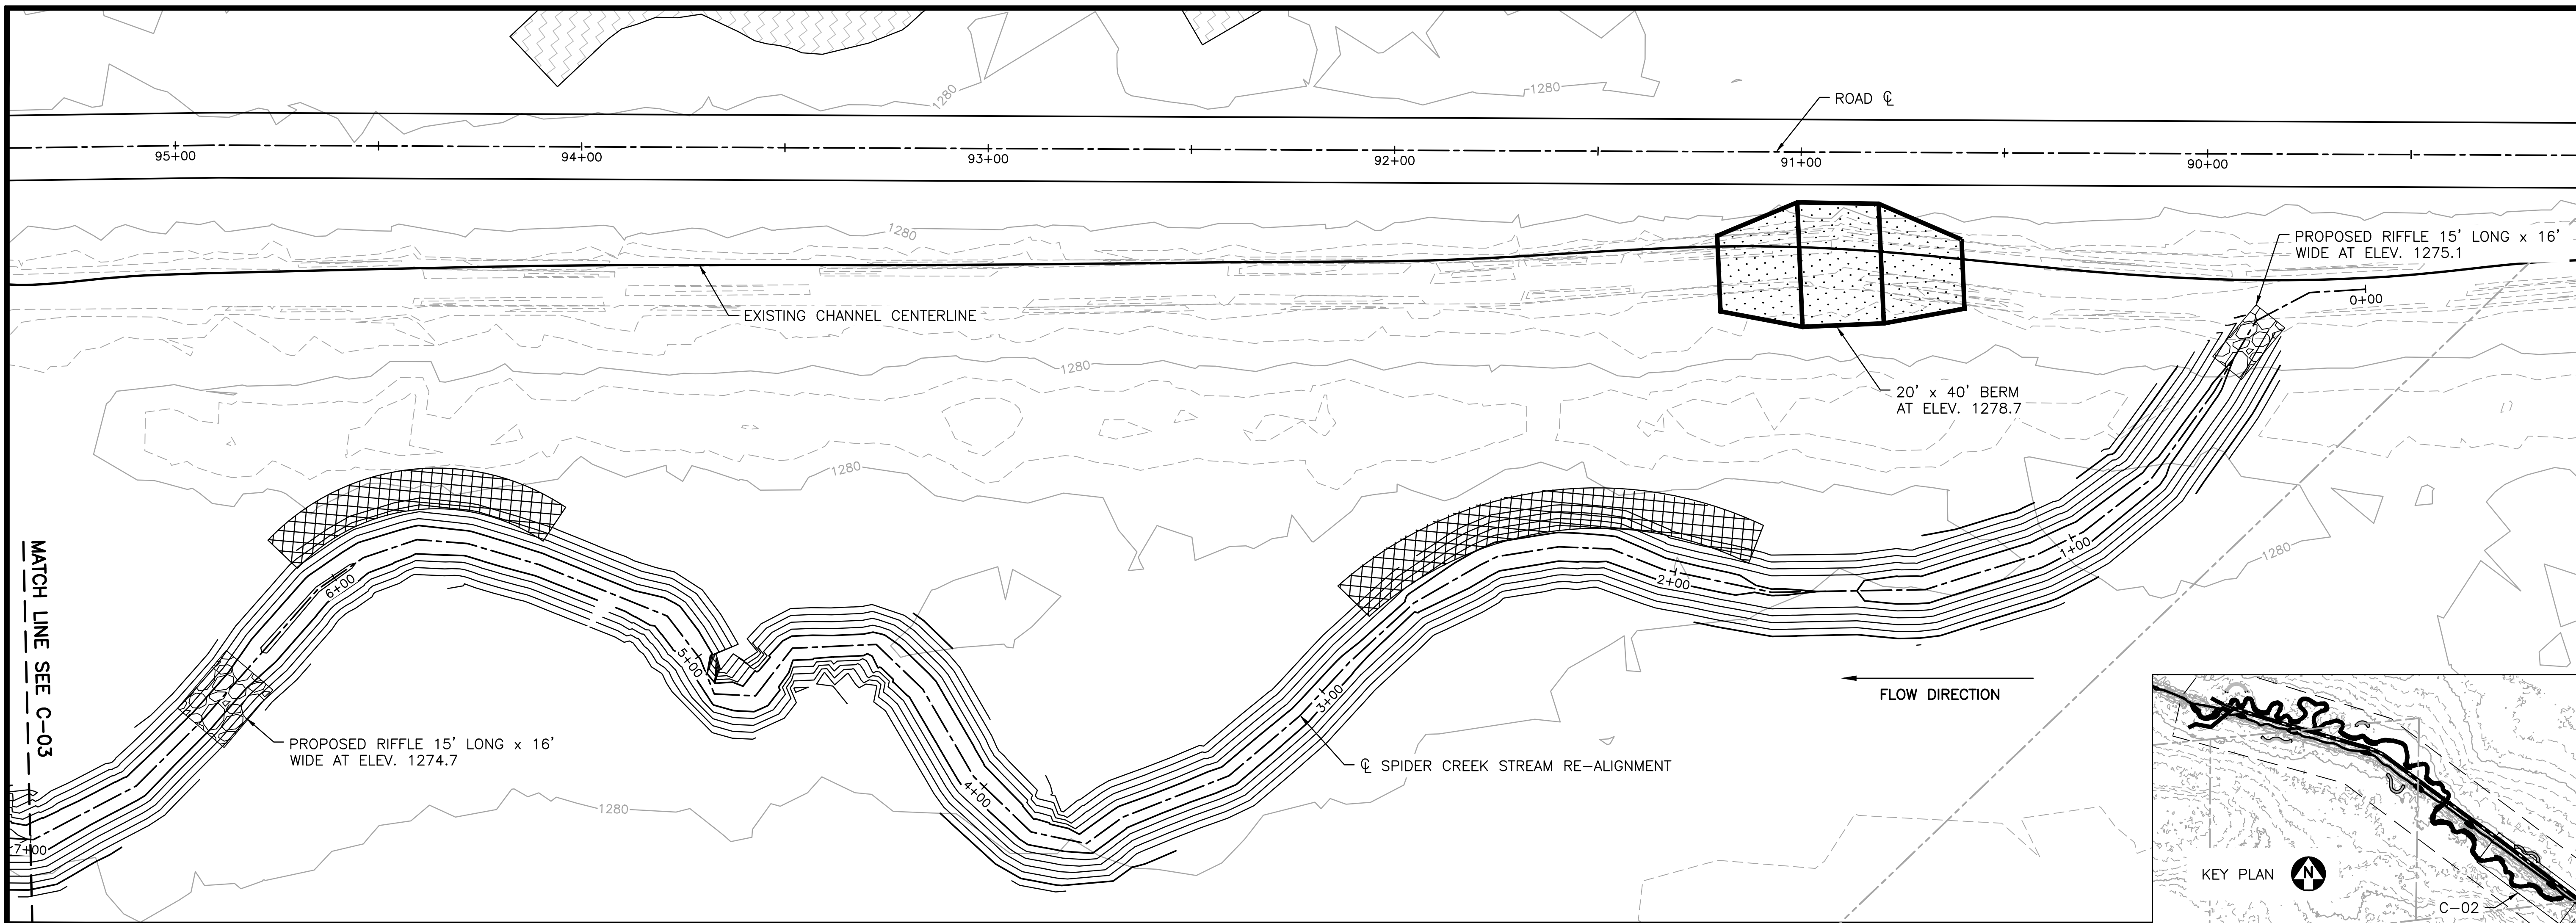 1280
1280
ROAD ℄
95+00
94+00
93+00
92+00
91+00
90+00
1280
PROPOSED RIFFLE 15' LONG x 16'
WIDE AT ELEV. 1275.1
0+00
EXISTING CHANNEL CENTERLINE
1280
20' x 40' BERM
AT ELEV. 1278.7
1280
MATCH LINE SEE C-03
1+00
1280
2+00
6+00
5+00
3+00
FLOW DIRECTION
PROPOSED RIFFLE 15' LONG x 16'
WIDE AT ELEV. 1274.7
℄ SPIDER CREEK STREAM RE-ALIGNMENT
4+00
1280
7+00
KEY PLAN
N
C-02